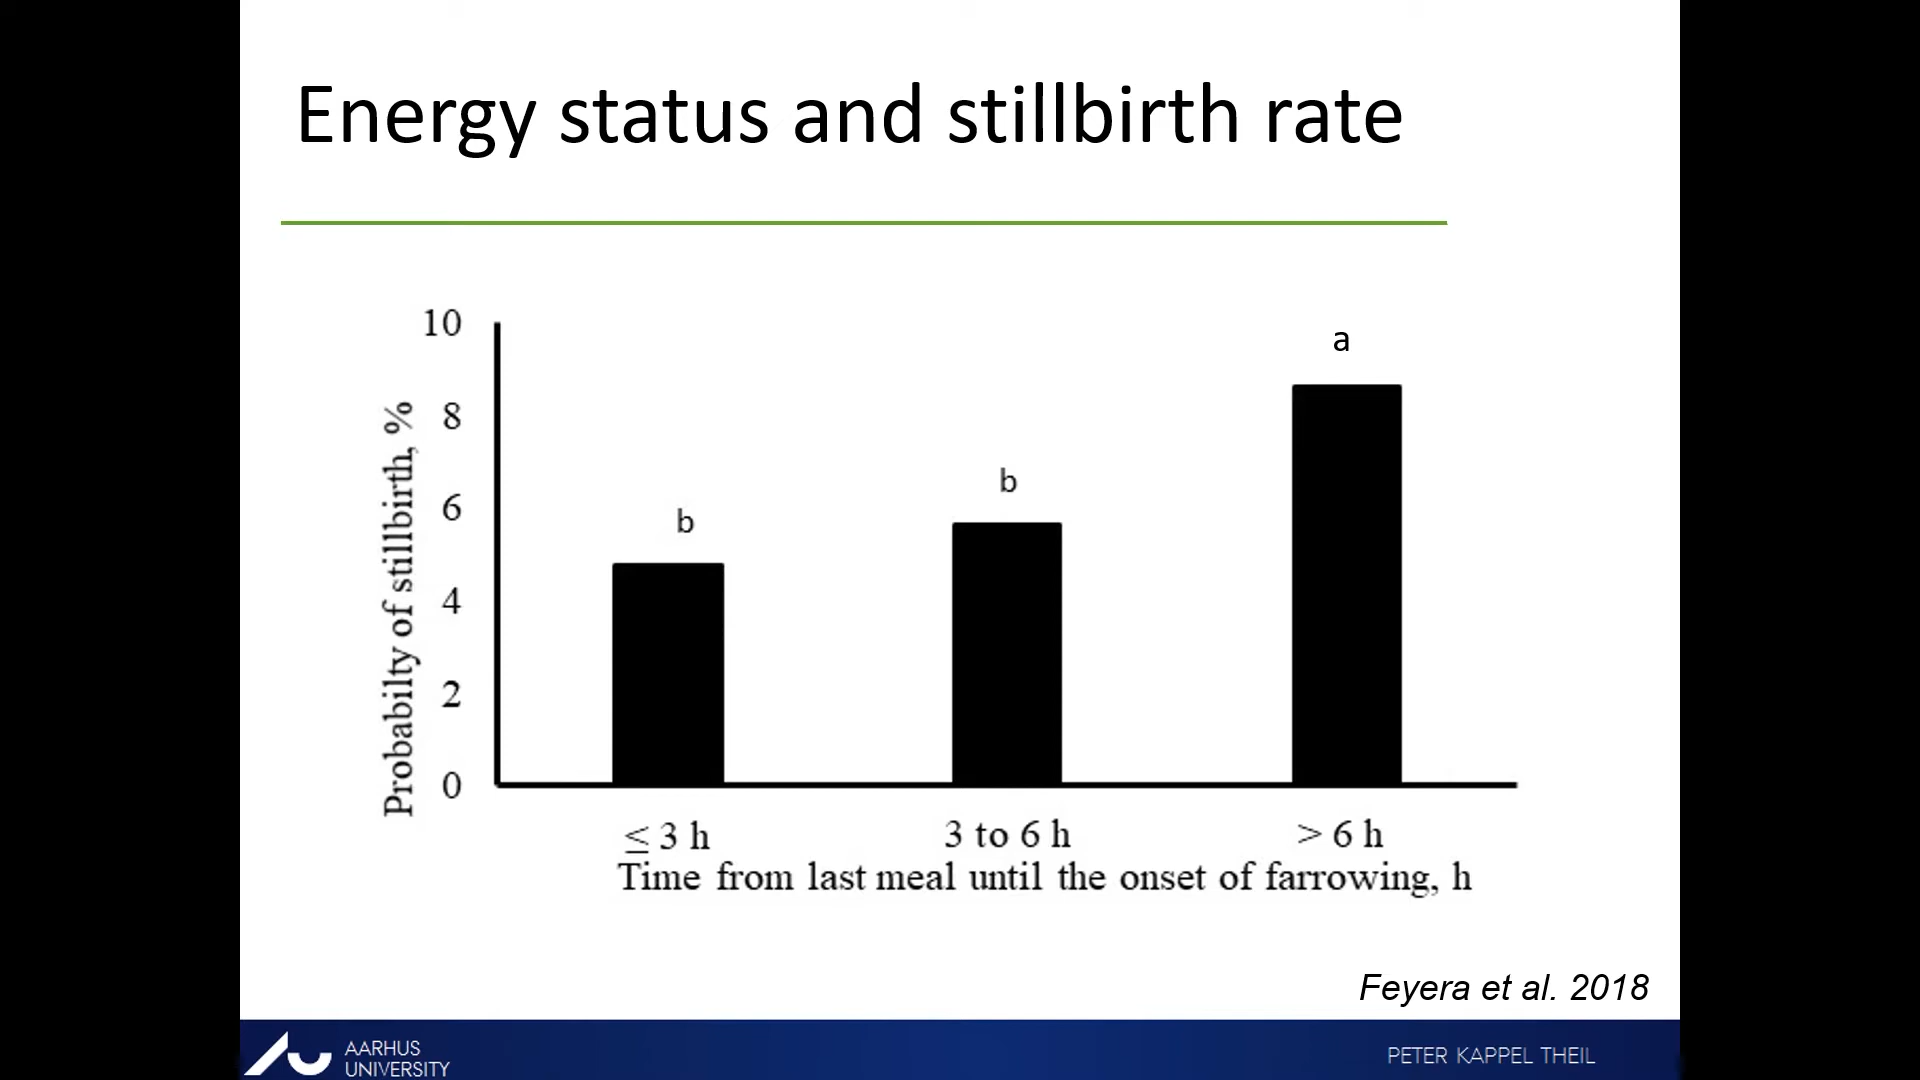 Energy status and stillbirth rate
10
8
6
4
2
0
Probabilty of stillbirth, %
b
b
a
≤ 3 h
3 to 6 h
> 6 h
Time from last meal until the onset of farrowing, h
Feyera et al. 2018
AARHUS
UNIVERSITY
PETER KAPPEL THEIL